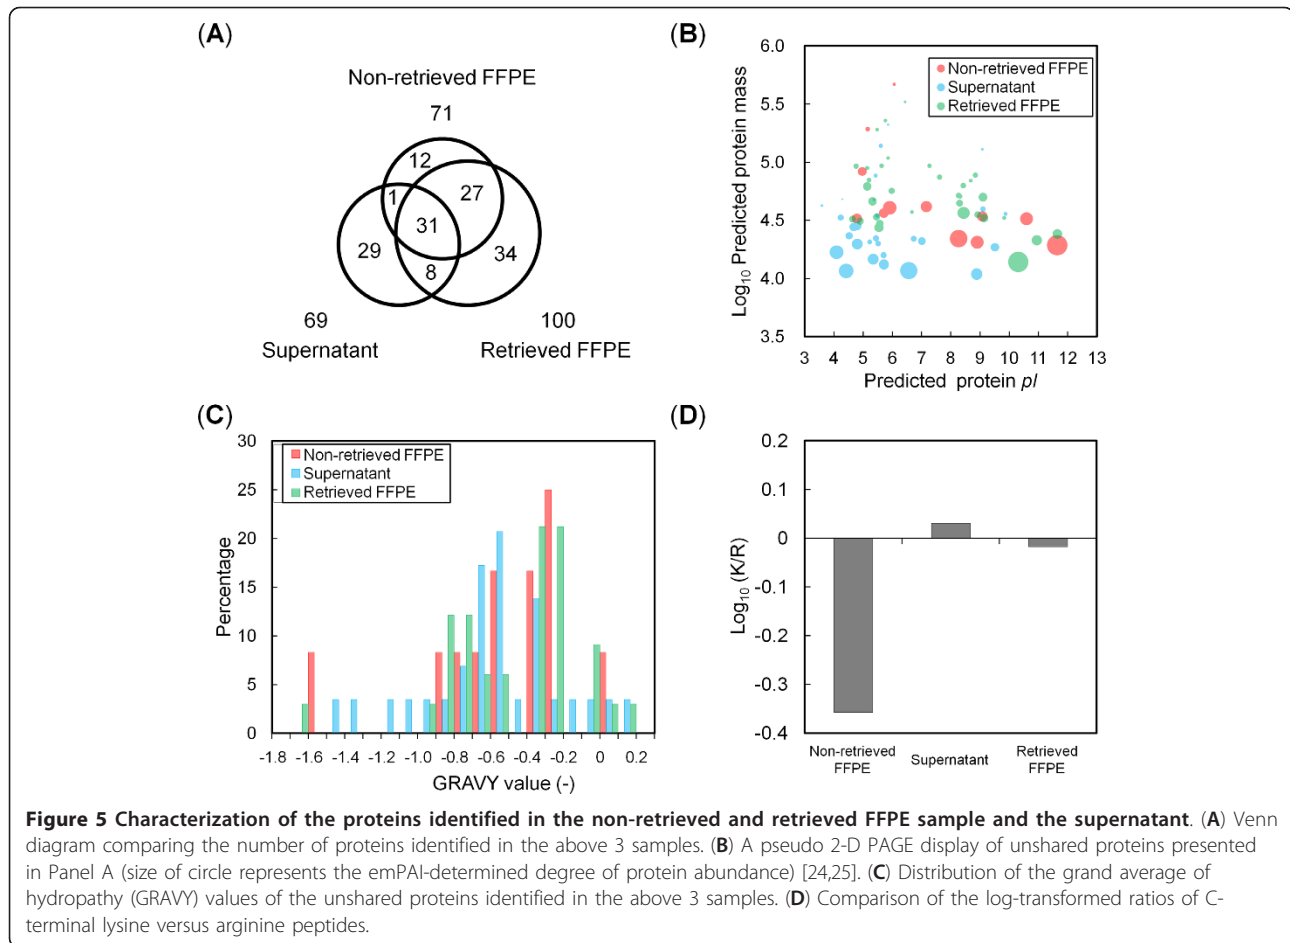 (A)
Non-retrieved FFPE
71
12
1
27
31
29
8
34
69
100
Supernatant
Retrieved FFPE
(B)
6.0
5.5
5.0
4.5
4.0
3.5
Log10 Predicted protein mass
Non-retrieved FFPE
Supernatant
Retrieved FFPE
3 4 5 6 7 8 9 10 11 12 13
Predicted protein pI
(C)
30
25
20
15
10
5
0
Percentage
Non-retrieved FFPE
Supernatant
Retrieved FFPE
-1.8 -1.6 -1.4 -1.2 -1.0 -0.8 -0.6 -0.4 -0.2 0 0.2
GRAVY value (-)
(D)
0.2
0.1
0
-0.1
-0.2
-0.3
-0.4
Log10 (K/R)
Non-retrieved
FFPE
Supernatant
Retrieved
FFPE
Figure 5 Characterization of the proteins identified in the non-retrieved and retrieved FFPE sample and the supernatant. (A) Venn
diagram comparing the number of proteins identified in the above 3 samples. (B) A pseudo 2-D PAGE display of unshared proteins presented
in Panel A (size of circle represents the emPAI-determined degree of protein abundance) [24,25]. (C) Distribution of the grand average of
hydropathy (GRAVY) values of the unshared proteins identified in the above 3 samples. (D) Comparison of the log-transformed ratios of C-
terminal lysine versus arginine peptides.